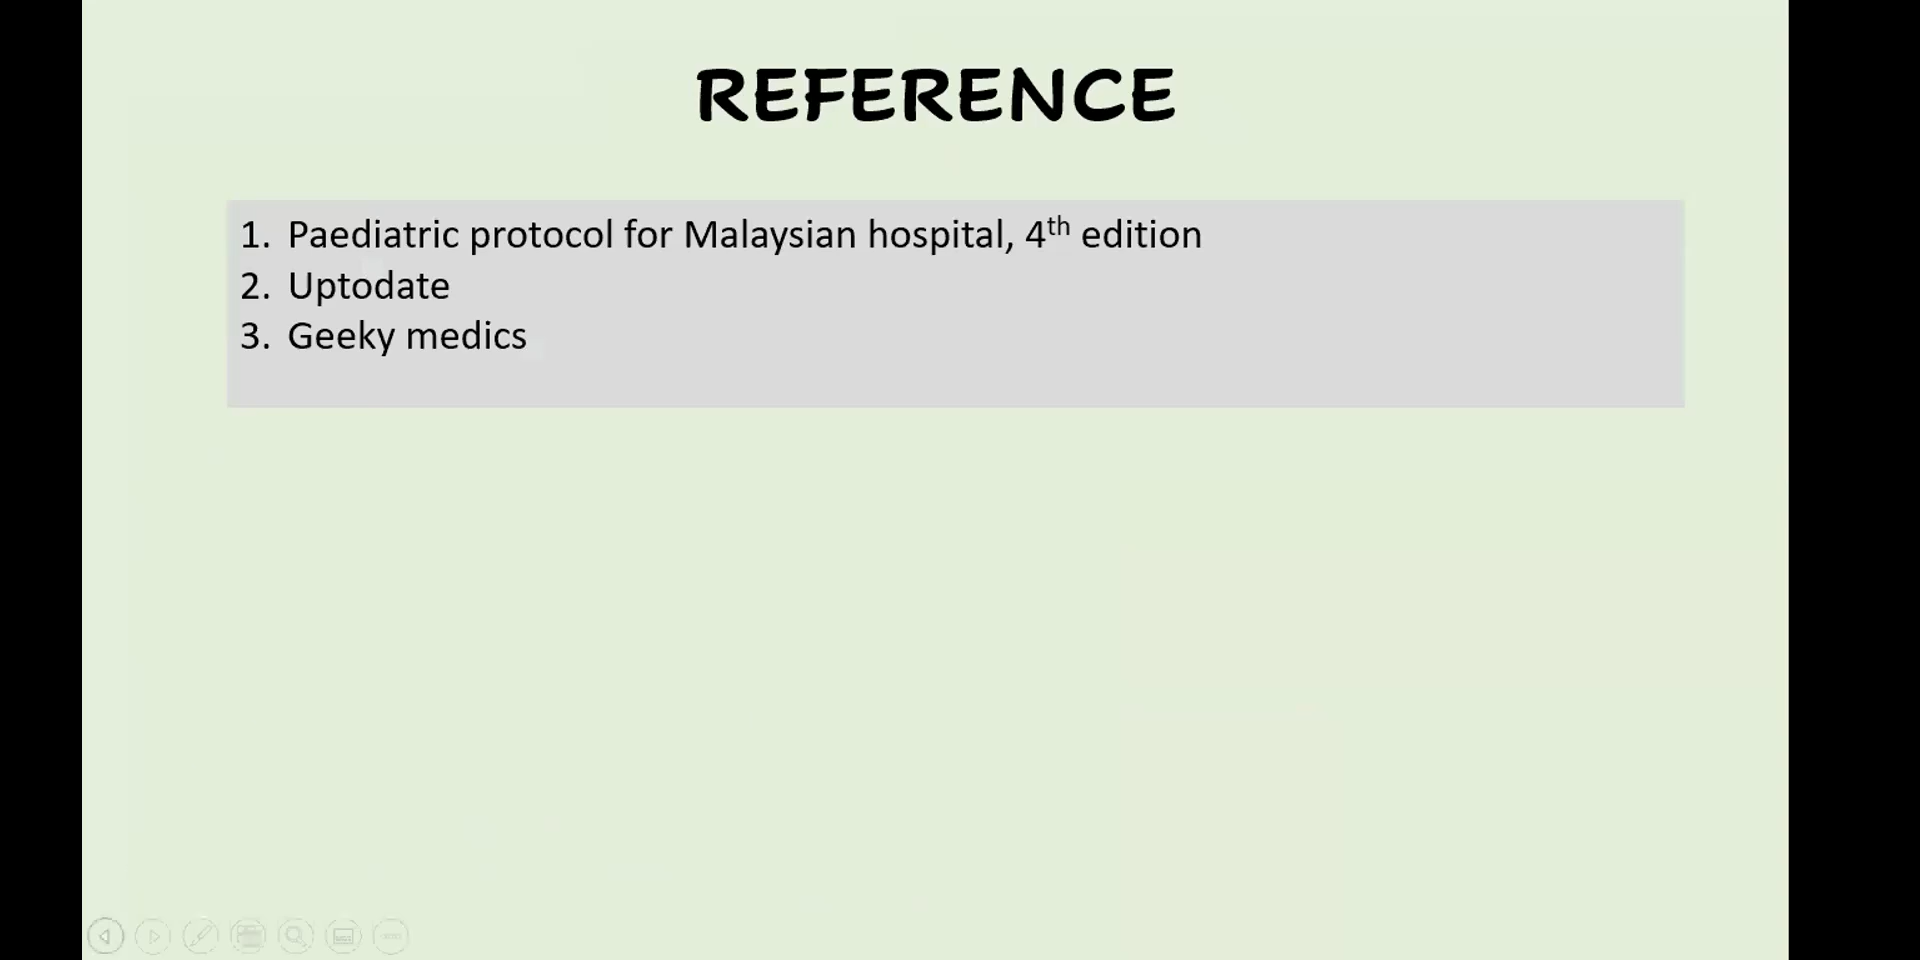 REFERENCE
1. Paediatric protocol for Malaysian hospital, 4th edition
2. Uptodate
3. Geeky medics